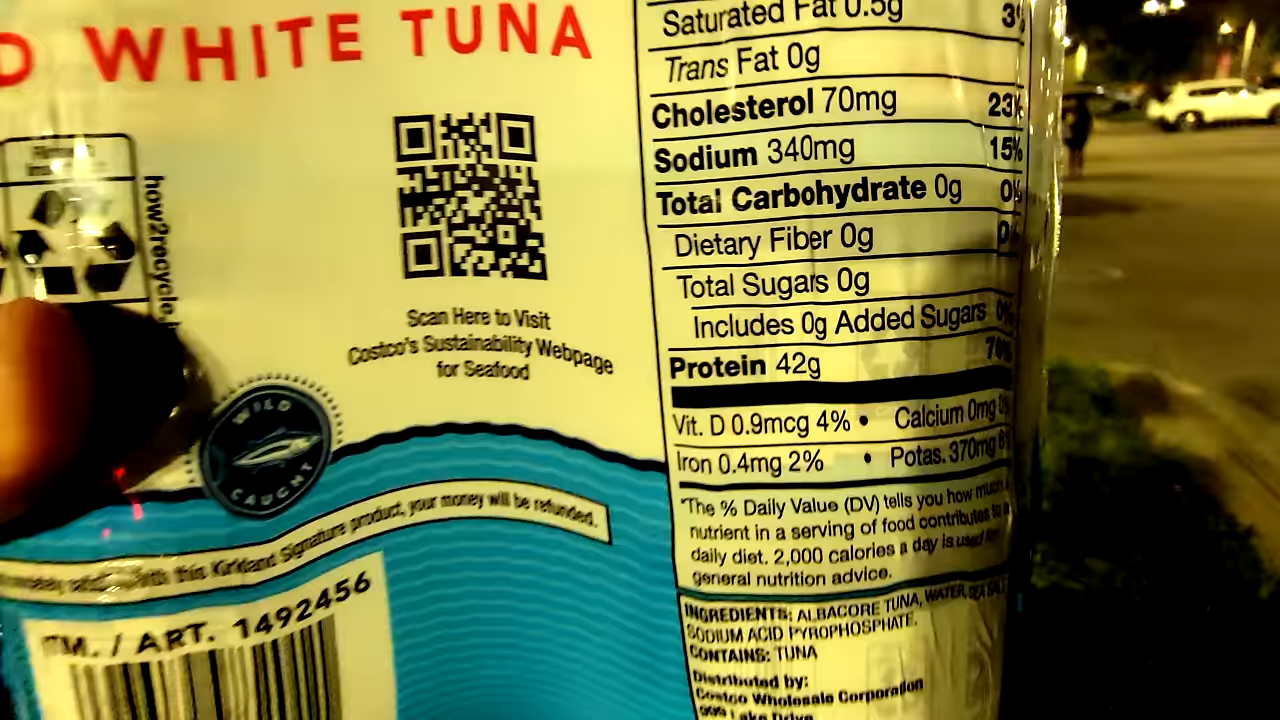 WHITE TUNA
how2recycle.
Scan Here to Visit
Costco's Sustainability Webpage
for Seafood
WILD
CAUGHT
with this Kirkland Signature product, your money will be refunded.
/ ART. 1492456
Saturated Fat 0.5g 3%
Trans Fat 0g
Cholesterol 70mg 23%
Sodium 340mg 15%
Total Carbohydrate 0g 0%
Dietary Fiber 0g 0%
Total Sugars 0g
Includes 0g Added Sugars 0%
Protein 42g 70%
Vit. D 0.9mcg 4% • Calcium 0mg 0%
Iron 0.4mg 2% • Potas. 370mg 8%
*The % Daily Value (DV) tells you how much a
nutrient in a serving of food contributes to a
daily diet. 2,000 calories a day is used for
general nutrition advice.
INGREDIENTS: ALBACORE TUNA, WATER, SEA SALT,
SODIUM ACID PYROPHOSPHATE.
CONTAINS: TUNA
Distributed by:
Costco Wholesale Corporation
999 Lake Drive